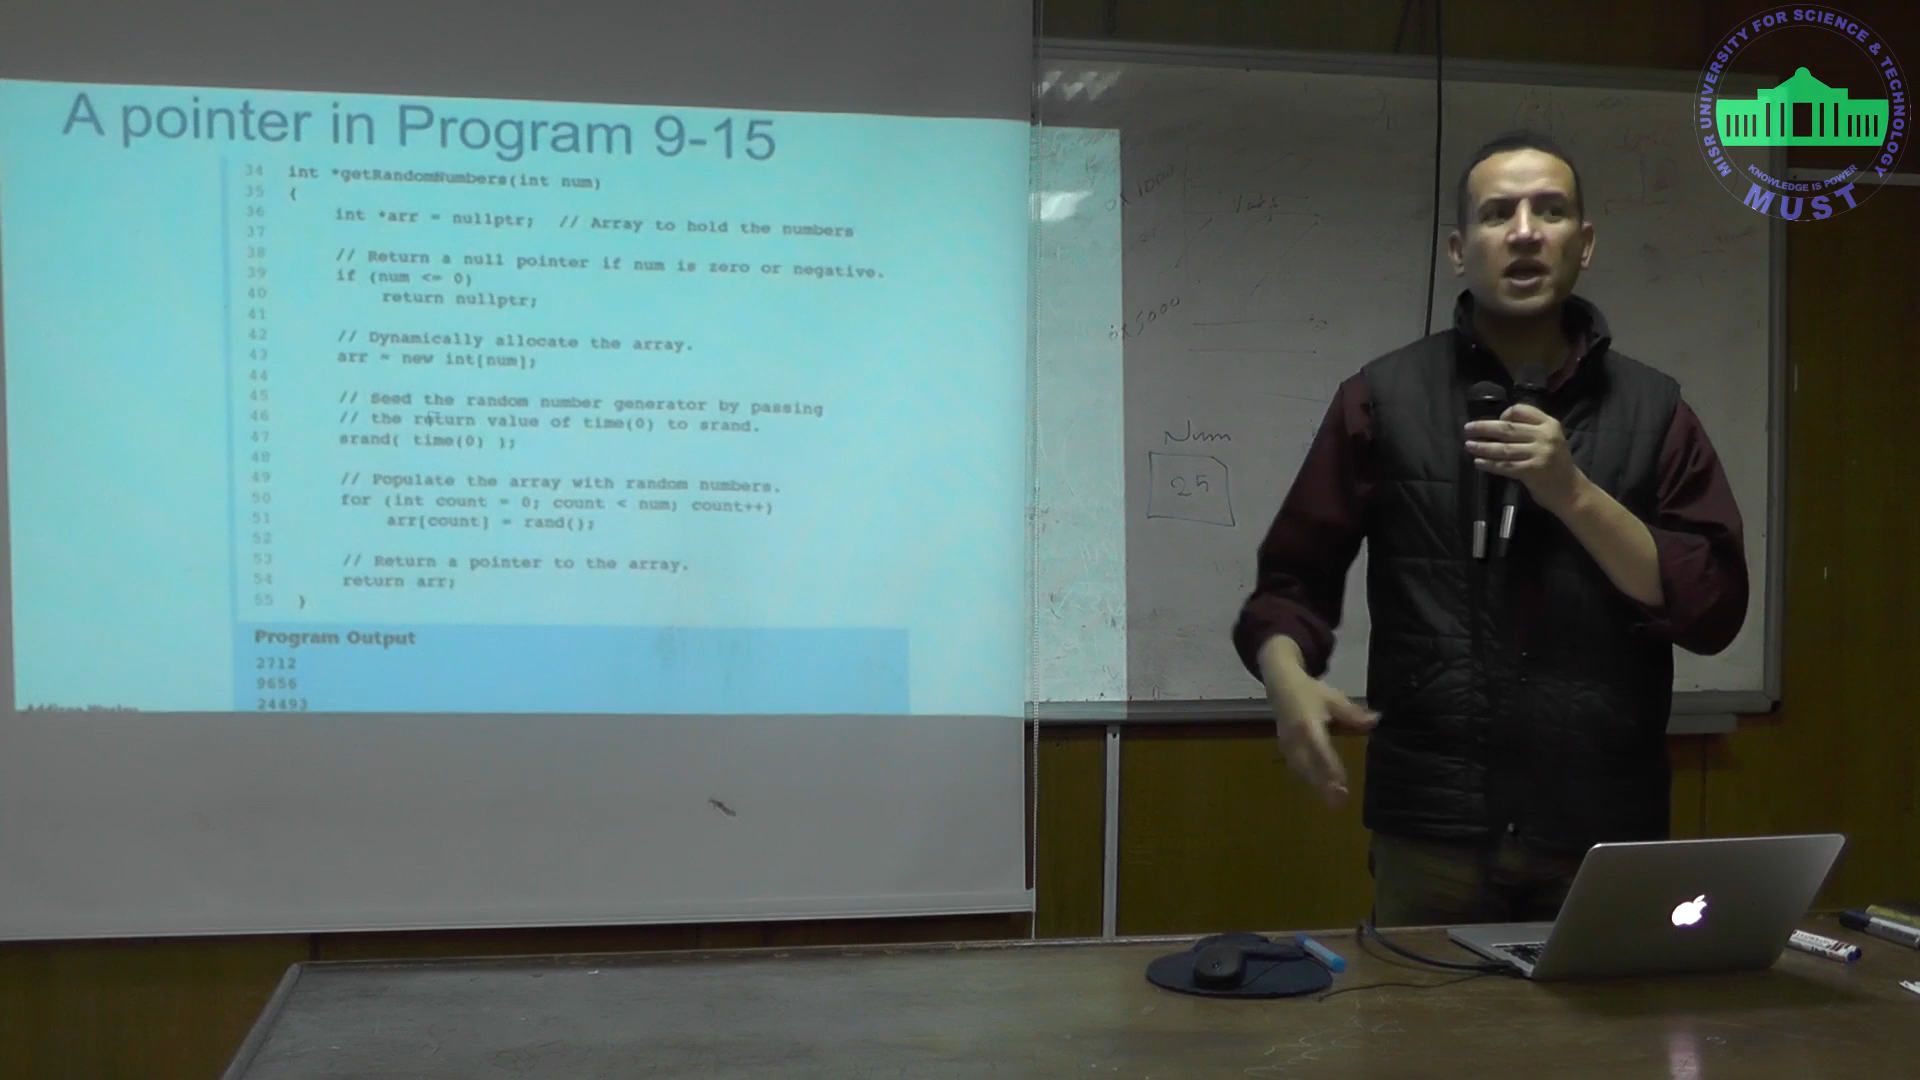 A pointer in Program 9-15
34 int *getRandomNumbers(int num)
35 {
36 int *arr = nullptr; // Array to hold the numbers
37
38 // Return a null pointer if num is zero or negative.
39 if (num <= 0)
40 return nullptr;
41
42 // Dynamically allocate the array.
43 arr = new int[num];
44
45 // Seed the random number generator by passing
46 // the return value of time(0) to srand.
47 srand( time(0) );
48
49 // Populate the array with random numbers.
50 for (int count = 0; count < num; count++)
51 arr[count] = rand();
52
53 // Return a pointer to the array.
54 return arr;
55 }
Program Output
2712
9656
24493
0x1000
0x5000
Num
25
MISR UNIVERSITY FOR SCIENCE & TECHNOLOGY
KNOWLEDGE IS POWER
MUST